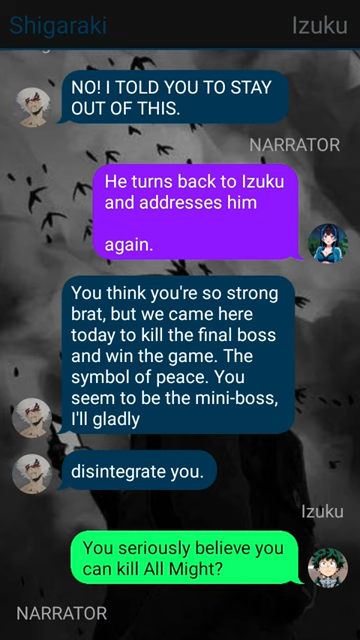 Shigaraki Izuku
NO! I TOLD YOU TO STAY
OUT OF THIS.
NARRATOR
He turns back to Izuku
and addresses him
again.
You think you're so strong
brat, but we came here
today to kill the final boss
and win the game. The
symbol of peace. You
seem to be the mini-boss,
I'll gladly
disintegrate you.
Izuku
You seriously believe you
can kill All Might?
NARRATOR